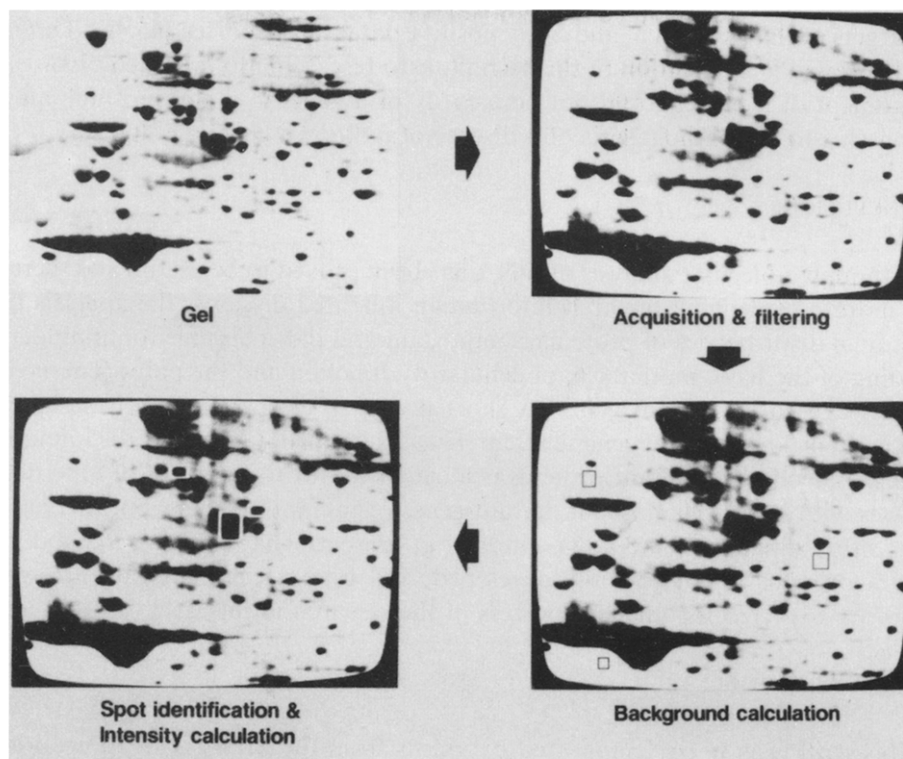 Gel
Acquisition & filtering
Spot identification &
Intensity calculation
Background calculation